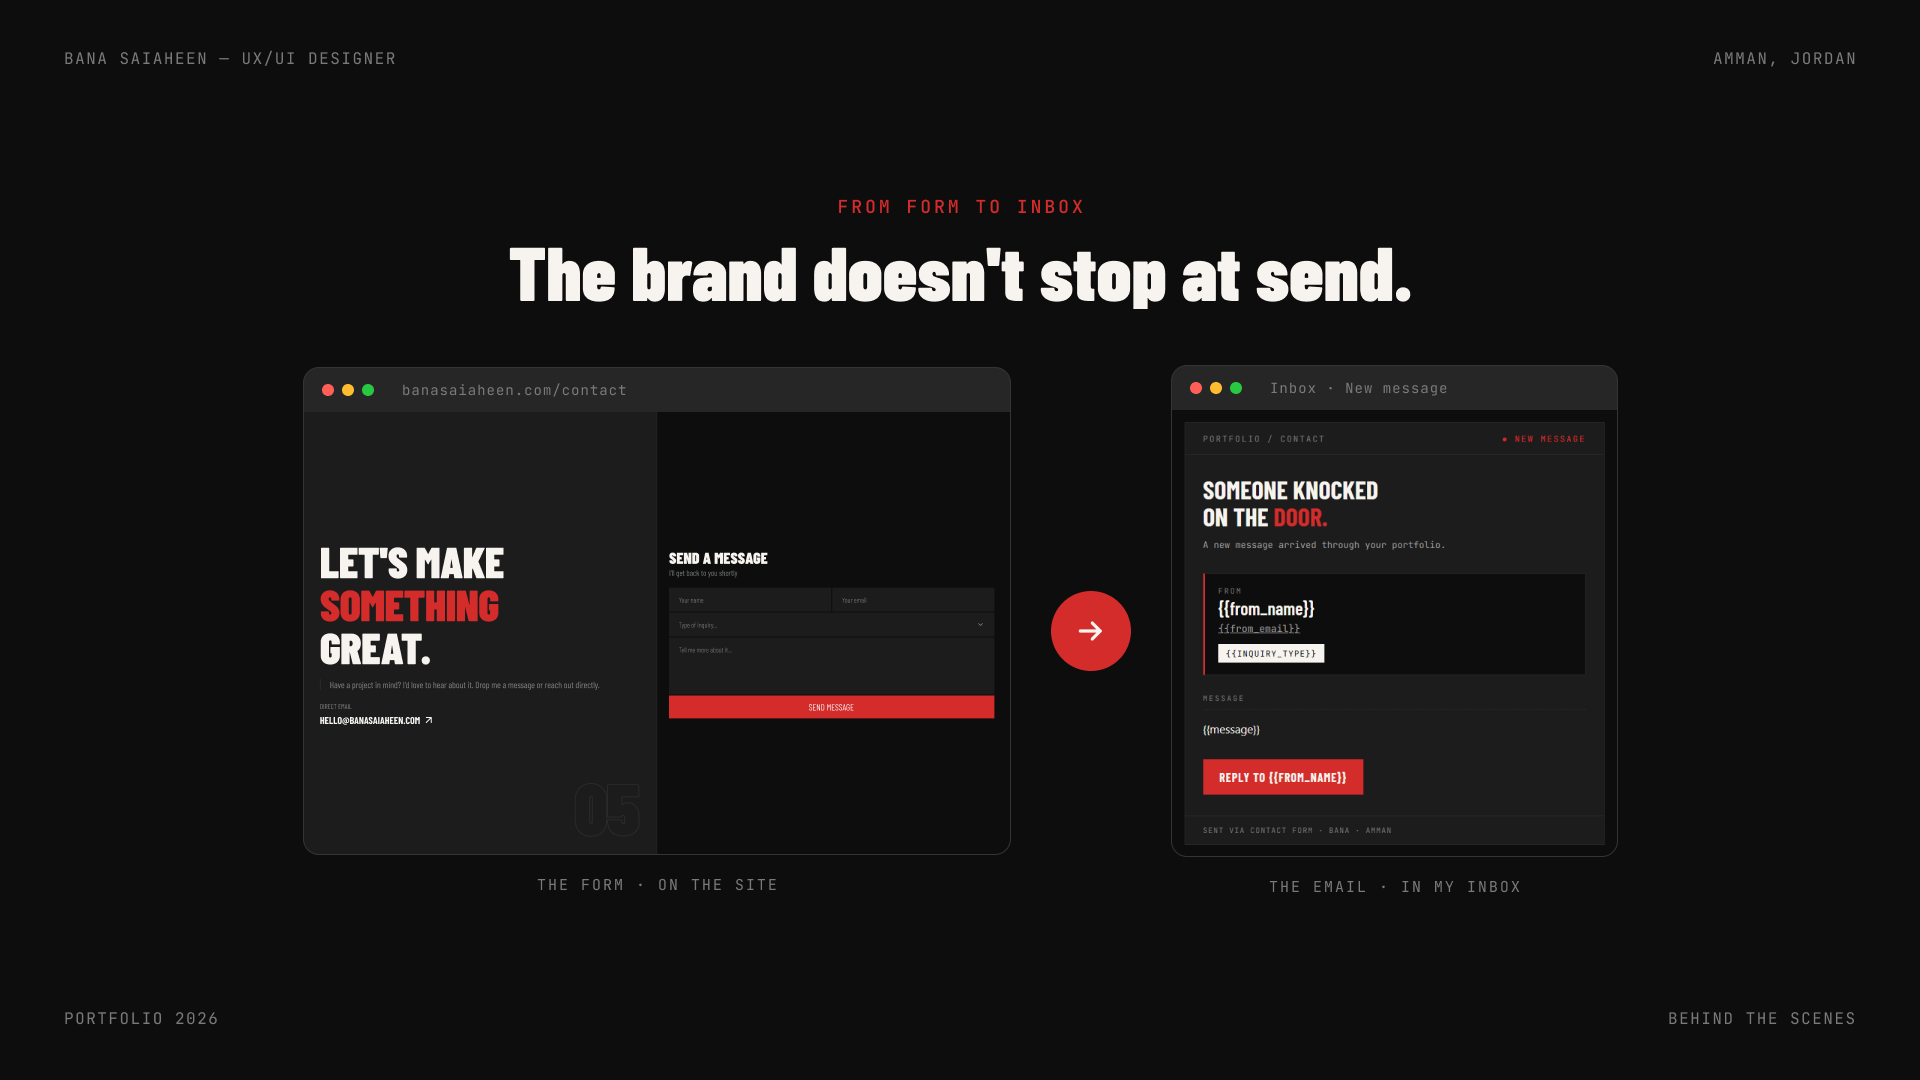 BANA SAIAHEEN — UX/UI DESIGNER
AMMAN, JORDAN
FROM FORM TO INBOX
The brand doesn't stop at send.
banasaiaheen.com/contact
LET'S MAKE
SOMETHING
GREAT.
Have a project in mind? I'd love to hear about it. Drop me a message or reach out directly.
DIRECT EMAIL
HELLO@BANASAIAHEEN.COM
05
SEND A MESSAGE
I'll get back to you shortly
Your name
Your email
Type of inquiry...
Tell me more about it...
SEND MESSAGE
THE FORM · ON THE SITE
Inbox · New message
PORTFOLIO / CONTACT
● NEW MESSAGE
SOMEONE KNOCKED
ON THE DOOR.
A new message arrived through your portfolio.
FROM
{{from_name}}
{{from_email}}
{{INQUIRY_TYPE}}
MESSAGE
{{message}}
REPLY TO {{FROM_NAME}}
SENT VIA CONTACT FORM · BANA · AMMAN
THE EMAIL · IN MY INBOX
PORTFOLIO 2026
BEHIND THE SCENES